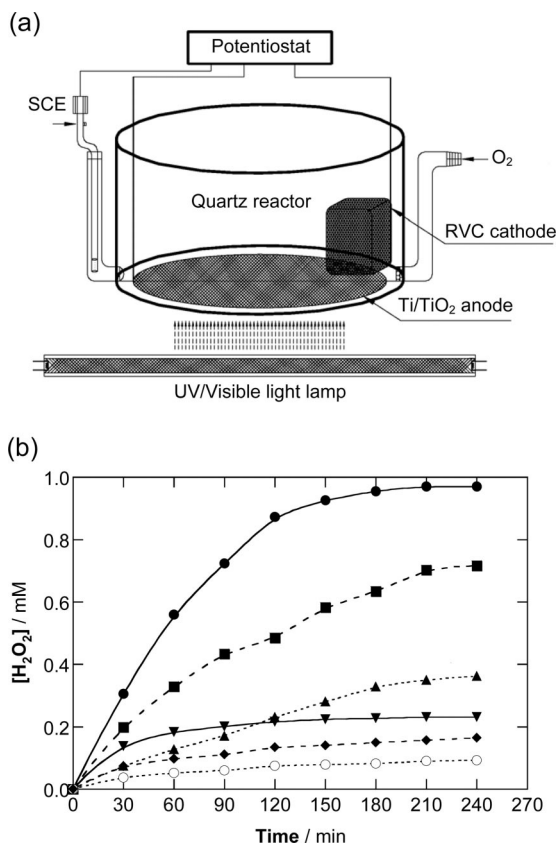 (a)
Potentiostat
SCE
O₂
Quartz reactor
RVC cathode
Ti/TiO₂ anode
UV/Visible light lamp
(b)
1.0
0.8
0.6
0.4
0.2
0.0
[H₂O₂] / mM
0 30 60 90 120 150 180 210 240 270
Time / min